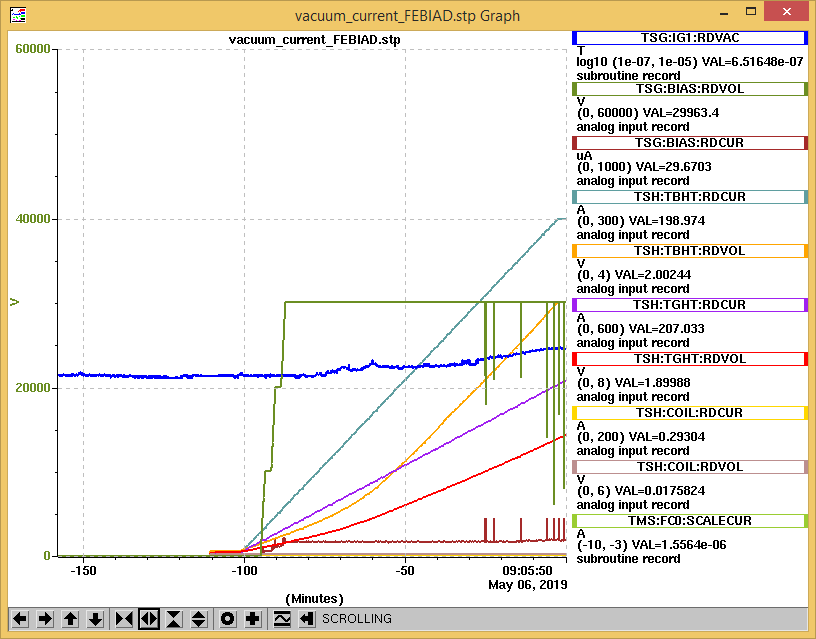 vacuum_current_FEBIAD.stp Graph
vacuum_current_FEBIAD.stp
60000
40000
20000
0
V
-150
-100
-50
09:05:50
May 06, 2019
(Minutes)
TSG:IG1:RDVAC
T
log10 (1e-07, 1e-05) VAL=6.51648e-07
subroutine record
TSG:BIAS:RDVOL
V
(0, 60000) VAL=29963.4
analog input record
TSG:BIAS:RDCUR
uA
(0, 1000) VAL=29.6703
analog input record
TSH:TBHT:RDCUR
A
(0, 300) VAL=198.974
analog input record
TSH:TBHT:RDVOL
V
(0, 4) VAL=2.00244
analog input record
TSH:TGHT:RDCUR
A
(0, 600) VAL=207.033
analog input record
TSH:TGHT:RDVOL
V
(0, 8) VAL=1.89988
analog input record
TSH:COIL:RDCUR
A
(0, 200) VAL=0.29304
analog input record
TSH:COIL:RDVOL
V
(0, 6) VAL=0.0175824
analog input record
TMS:FC0:SCALECUR
A
(-10, -3) VAL=1.5564e-06
subroutine record
SCROLLING